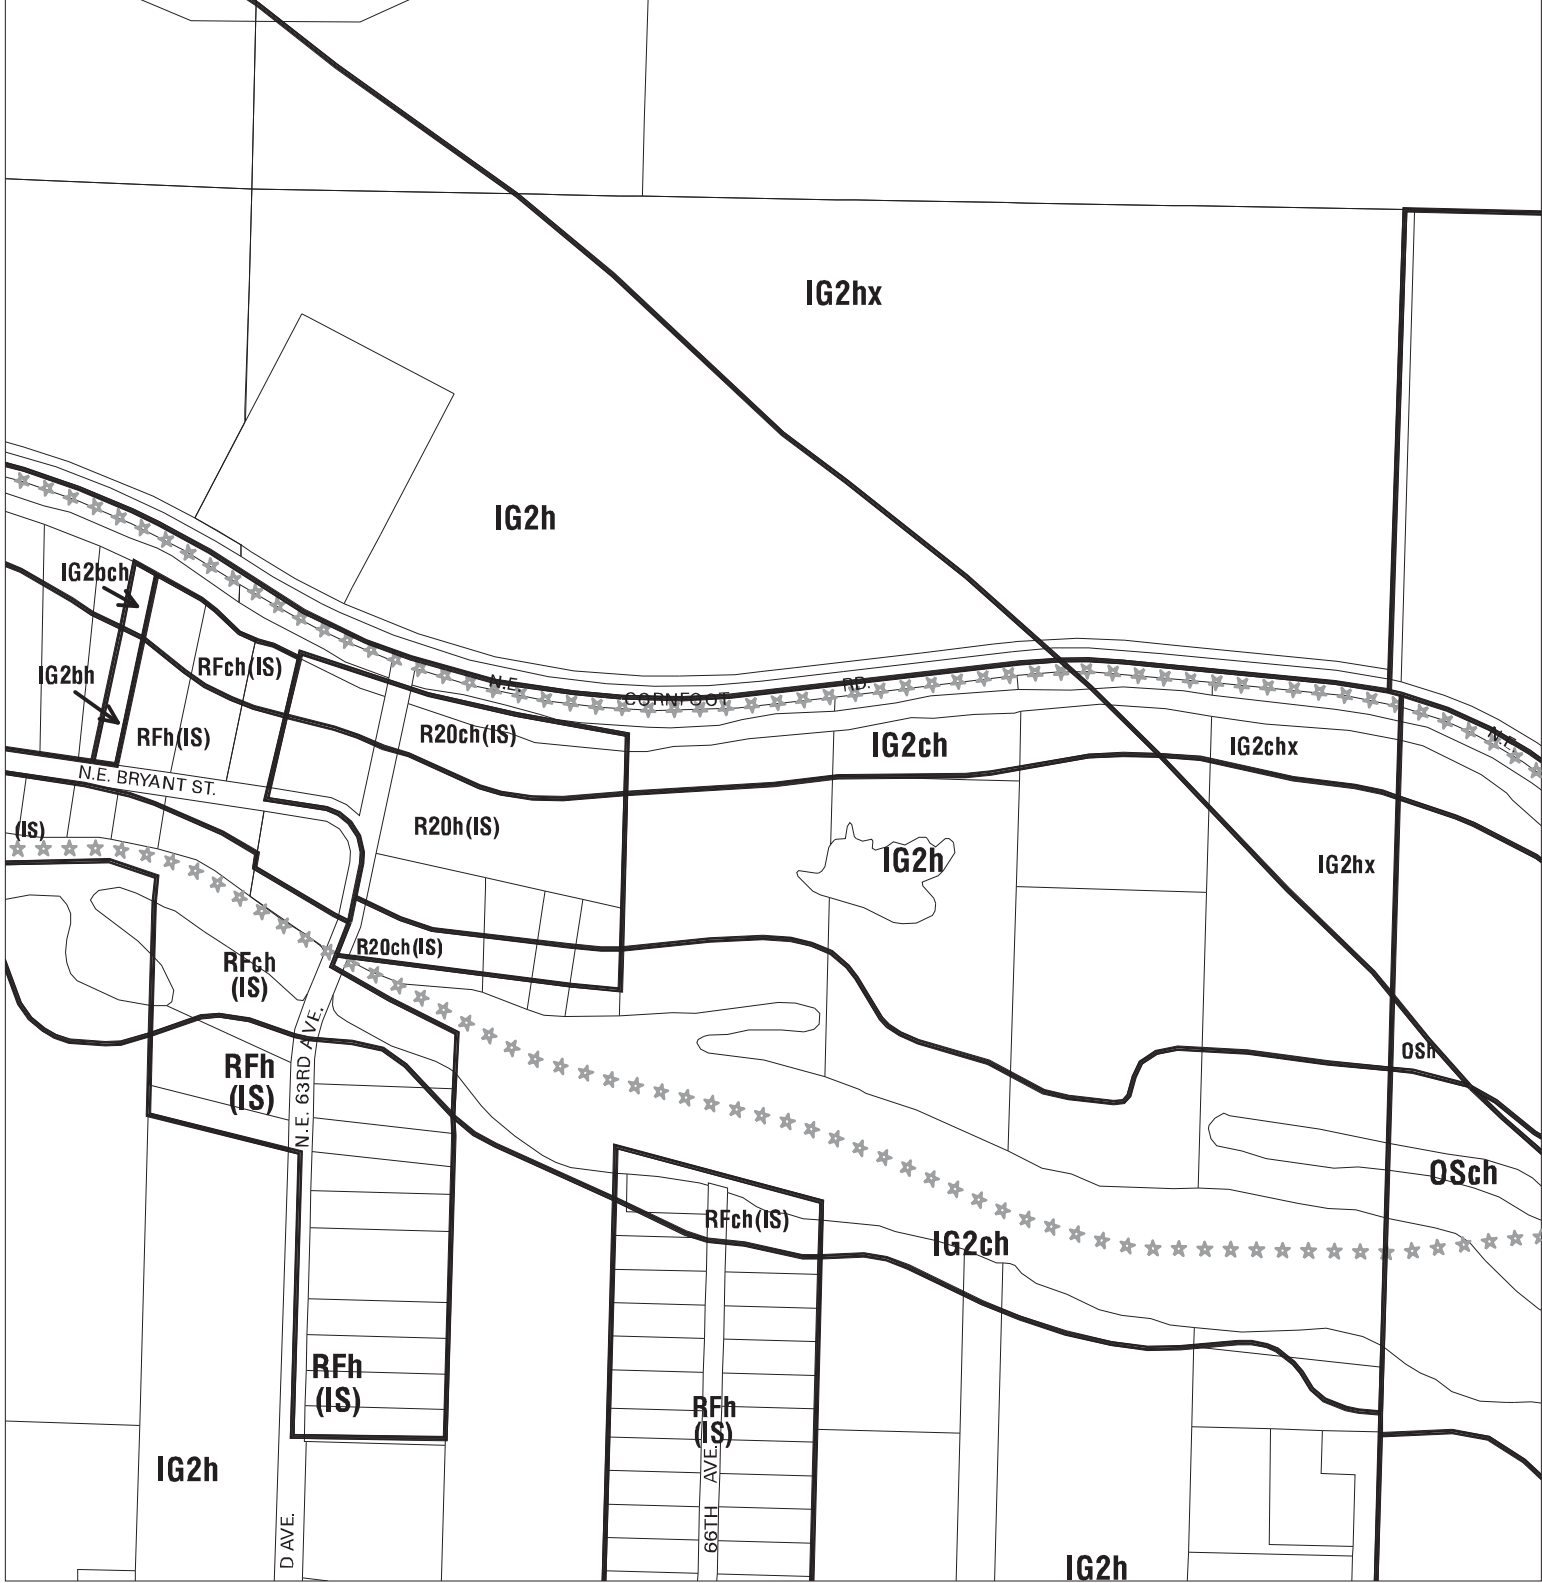 IG2hx
IG2h
IG2bch
IG2bh
RFch(IS)
RFh(IS)
N.E. CORNFOOT RD.
N.E.
R20ch(IS)
IG2ch
IG2chx
N.E. BRYANT ST.
R20h(IS)
(IS)
IG2h
IG2hx
R20ch(IS)
RFch
(IS)
OSh
RFh
(IS)
N.E. 63RD AVE.
OSch
RFch(IS)
IG2ch
RFh
(IS)
RFh
(IS)
IG2h
66TH AVE.
D AVE.
IG2h